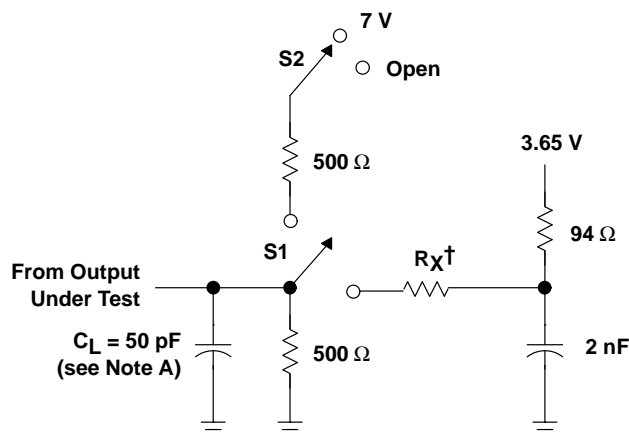 7 V
S2
Open
500 Ω
3.65 V
94 Ω
S1
RX†
From Output
Under Test
CL = 50 pF
(see Note A)
500 Ω
2 nF